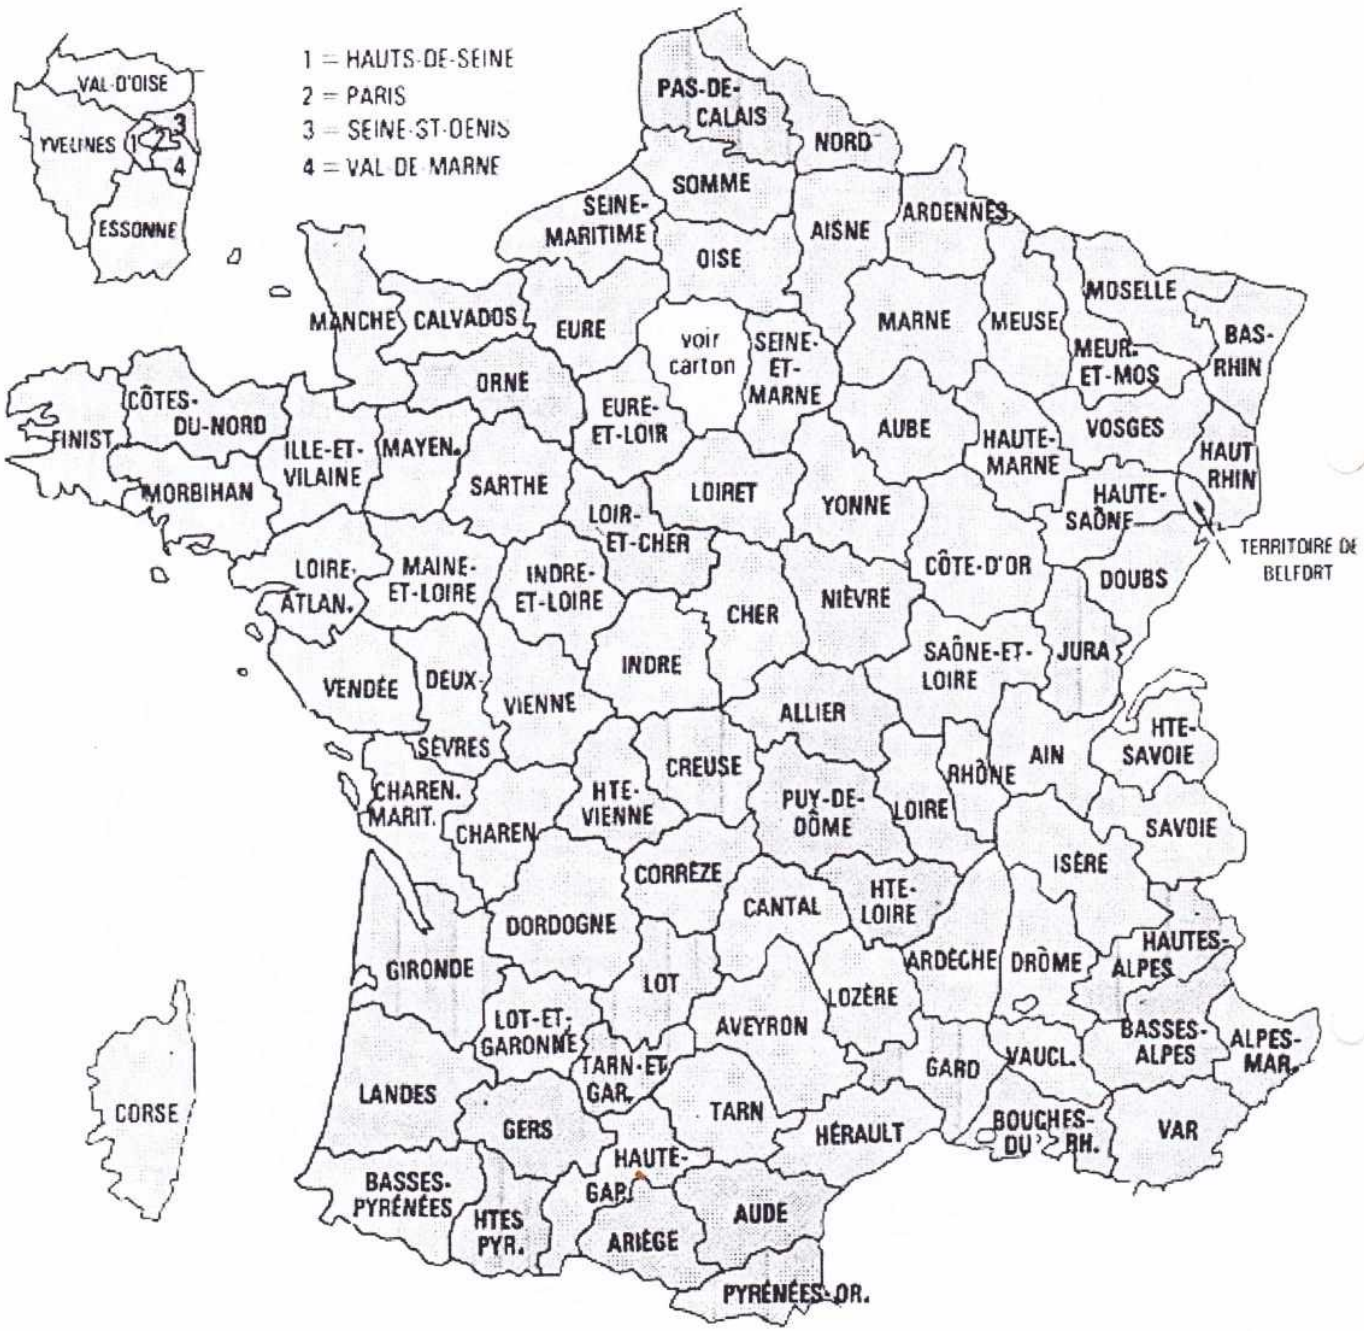 1 = HAUTS-DE-SEINE
2 = PARIS
3 = SEINE-ST-DENIS
4 = VAL-DE-MARNE
VAL-D'OISE
YVELINES
1
2
3
4
ESSONNE
PAS-DE-
CALAIS
NORD
SOMME
SEINE-
MARITIME
OISE
AISNE
ARDENNES
MANCHE
CALVADOS
EURE
voir
carton
SEINE-
ET-
MARNE
MARNE
MEUSE
MOSELLE
MEUR.
ET-MOS
BAS-
RHIN
ORNE
EURE-
ET-LOIR
AUBE
HAUTE-
MARNE
VOSGES
HAUT
RHIN
FINIST.
CÔTES-
DU-NORD
MORBIHAN
ILLE-ET-
VILAINE
MAYEN.
SARTHE
LOIR-
ET-CHER
LOIRET
YONNE
CÔTE-D'OR
HAUTE-
SAÔNE
TERRITOIRE DE
BELFORT
DOUBS
LOIRE-
ATLAN.
MAINE-
ET-LOIRE
INDRE-
ET-LOIRE
INDRE
CHER
NIÈVRE
SAÔNE-ET-
LOIRE
JURA
VENDÉE
DEUX-
SÈVRES
VIENNE
ALLIER
HTE-
SAVOIE
CHAREN.
MARIT.
CHAREN
HTE-
VIENNE
CREUSE
PUY-DE-
DÔME
LOIRE
RHÔNE
AIN
SAVOIE
ISÈRE
CORRÈZE
CANTAL
HTE-
LOIRE
DORDOGNE
GIRONDE
LOT
LOZÈRE
ARDÈCHE
DRÔME
HAUTES-
ALPES
LOT-ET-
GARONNE
TARN-ET
GAR.
AVEYRON
GARD
VAUCL.
BASSES-
ALPES
ALPES-
MAR.
LANDES
GERS
TARN
HÉRAULT
BOUCHES-
DU RH.
VAR
CORSE
BASSES-
PYRÉNÉES
HTES
PYR.
HAUTE-
GAR.
ARIÈGE
AUDE
PYRÉNÉES-OR.